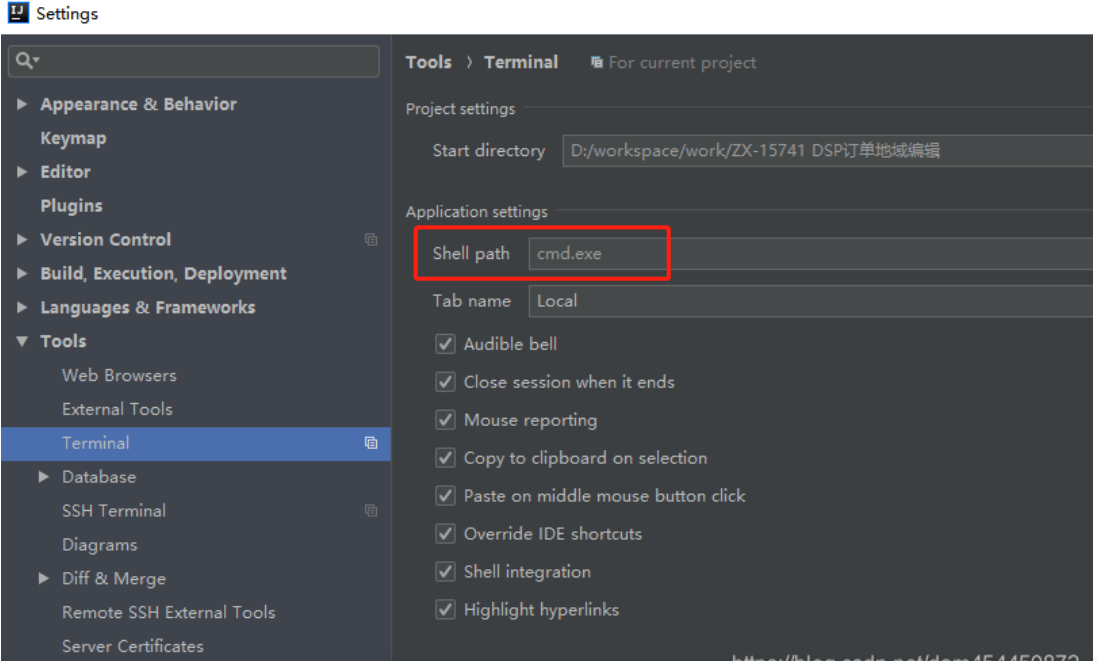 Settings
Appearance & Behavior
Keymap
Editor
Plugins
Version Control
Build, Execution, Deployment
Languages & Frameworks
Tools
Web Browsers
External Tools
Terminal
Database
SSH Terminal
Diagrams
Diff & Merge
Remote SSH External Tools
Server Certificates
Tools › Terminal For current project
Project settings
Start directory D:/workspace/work/ZX-15741 DSP订单地域编辑
Application settings
Shell path cmd.exe
Tab name Local
Audible bell
Close session when it ends
Mouse reporting
Copy to clipboard on selection
Paste on middle mouse button click
Override IDE shortcuts
Shell integration
Highlight hyperlinks